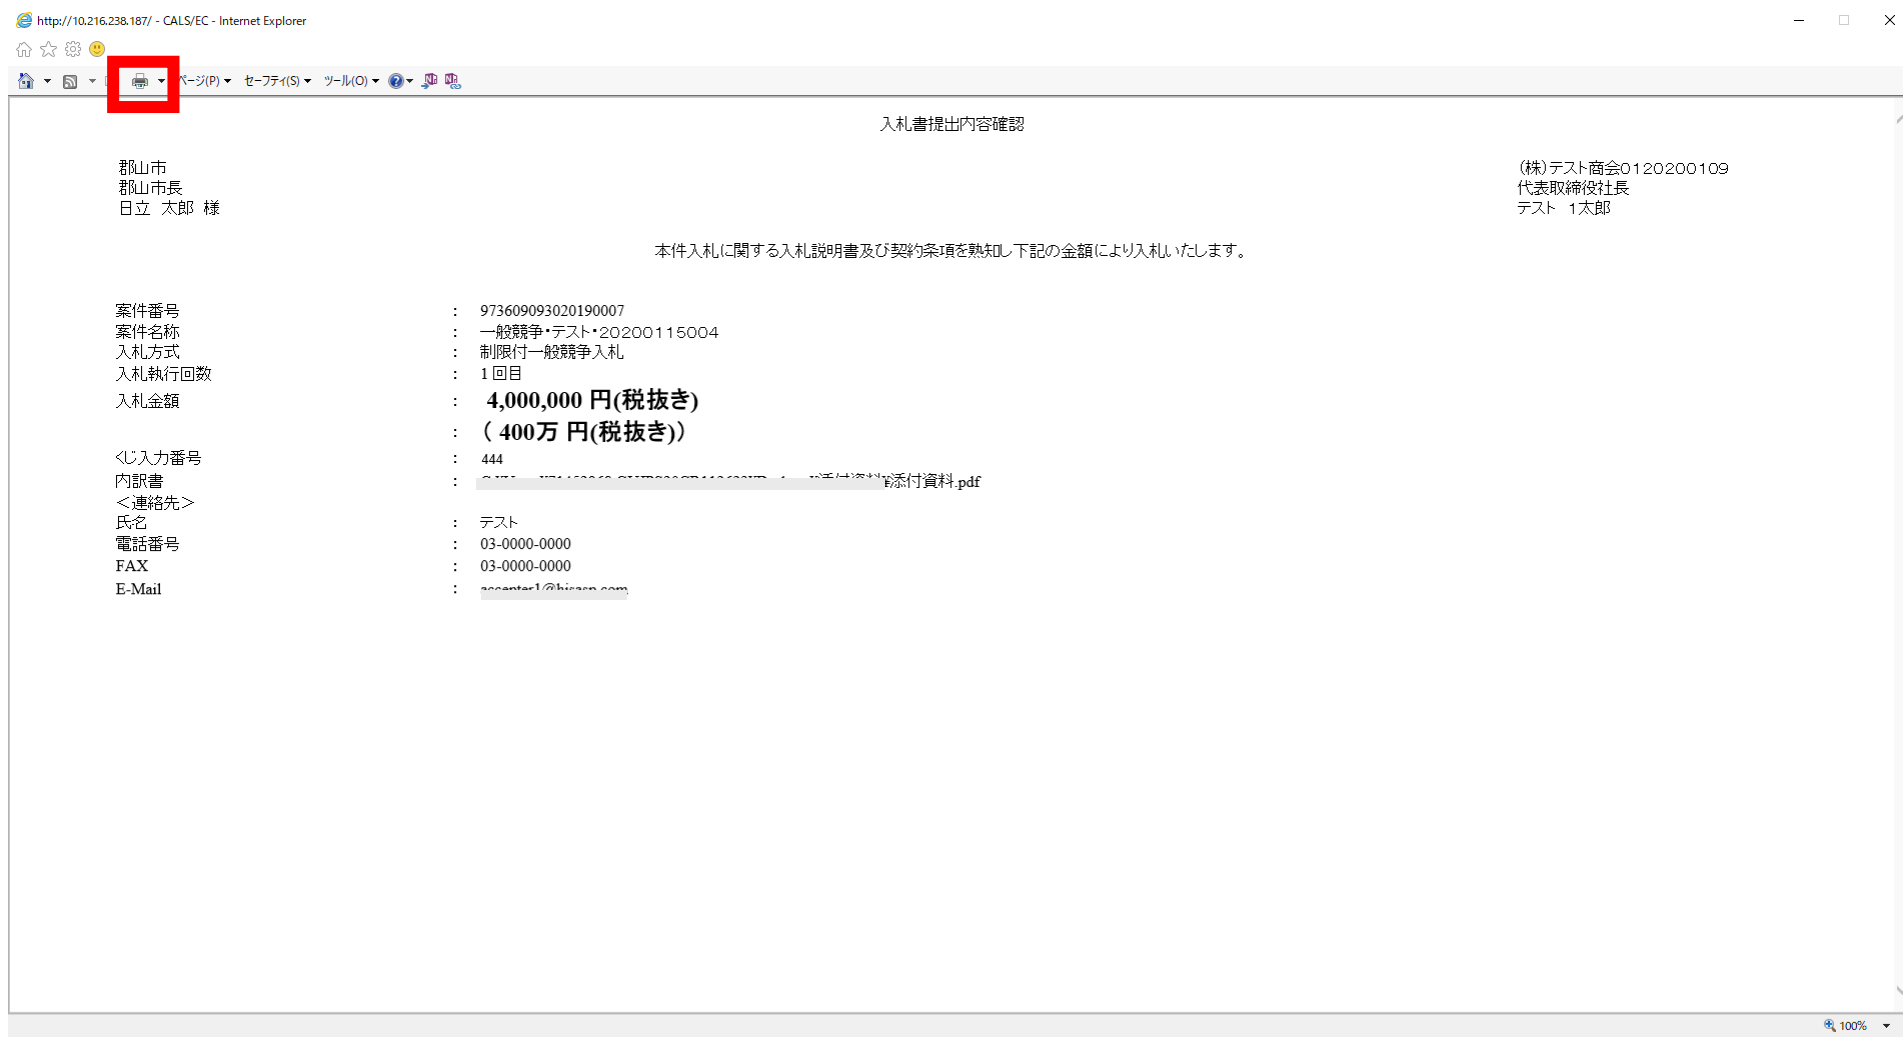 http://10.216.238.187/ - CALS/EC - Internet Explorer
ページ(P) セーフティ(S) ツール(O)
入札書提出内容確認
郡山市
郡山市長
日立 太郎 様
(株)テスト商会0120200109
代表取締役社長
テスト 1太郎
本件入札に関する入札説明書及び契約条項を熟知し下記の金額により入札いたします。
案件番号 : 973609093020190007
案件名称 : 一般競争・テスト・20200115004
入札方式 : 制限付一般競争入札
入札執行回数 : 1回目
入札金額 : 4,000,000 円(税抜き)
: ( 400万 円(税抜き))
くじ入力番号 : 444
内訳書 : ¥添付資料.pdf
<連絡先>
氏名 : テスト
電話番号 : 03-0000-0000
FAX : 03-0000-0000
E-Mail :
100%